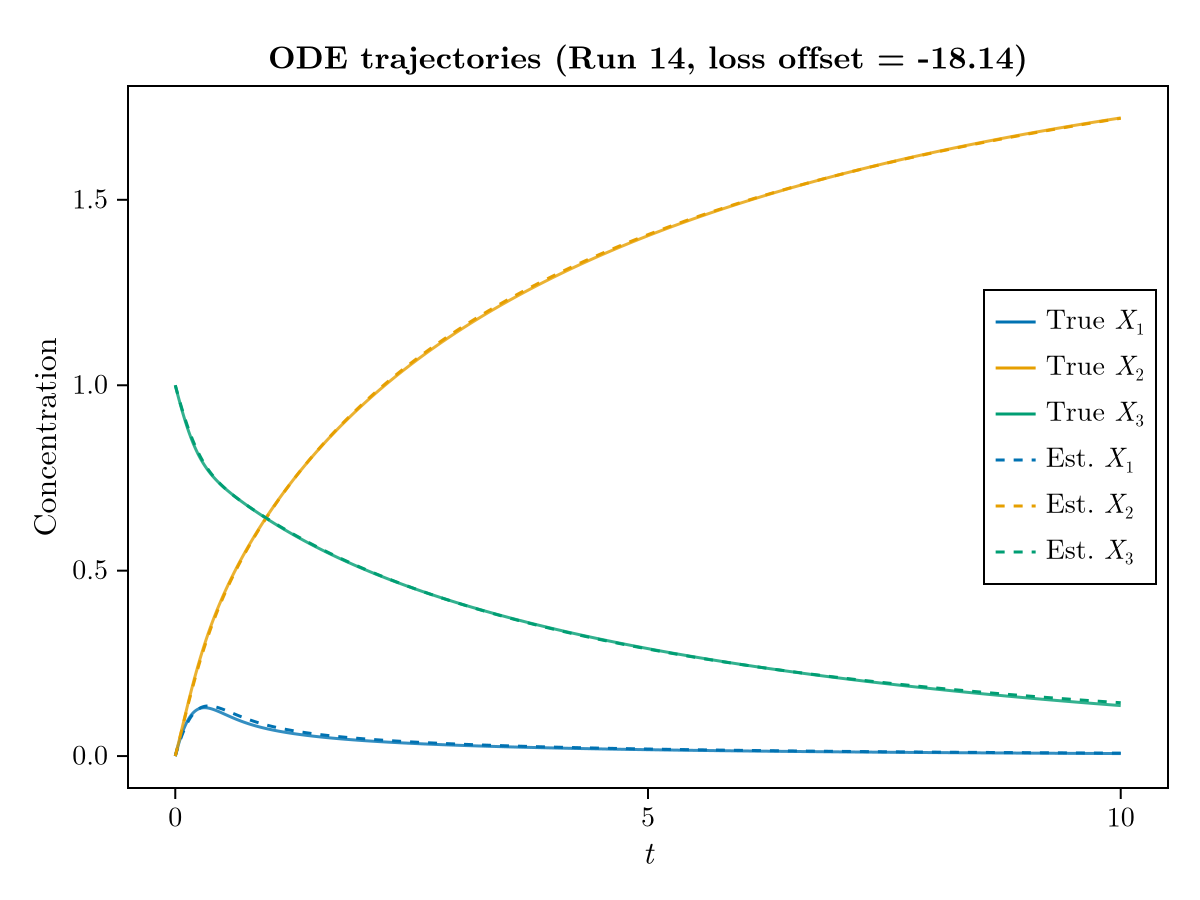 ODE trajectories (Run 14, loss offset = -18.14)
Concentration
1.5
1.0
0.5
0.0
0
5
10
t
True X₁
True X₂
True X₃
Est. X₁
Est. X₂
Est. X₃